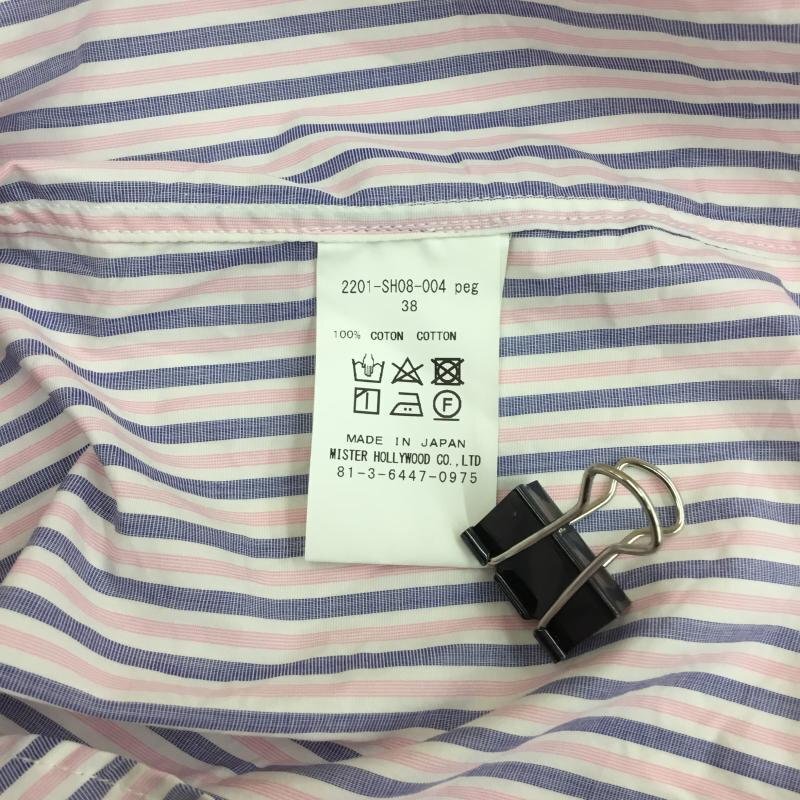 2201-SH08-004 peg
38
100% COTON COTTON
F
MADE IN JAPAN
MISTER HOLLYWOOD CO.,LTD
81-3-6447-0975